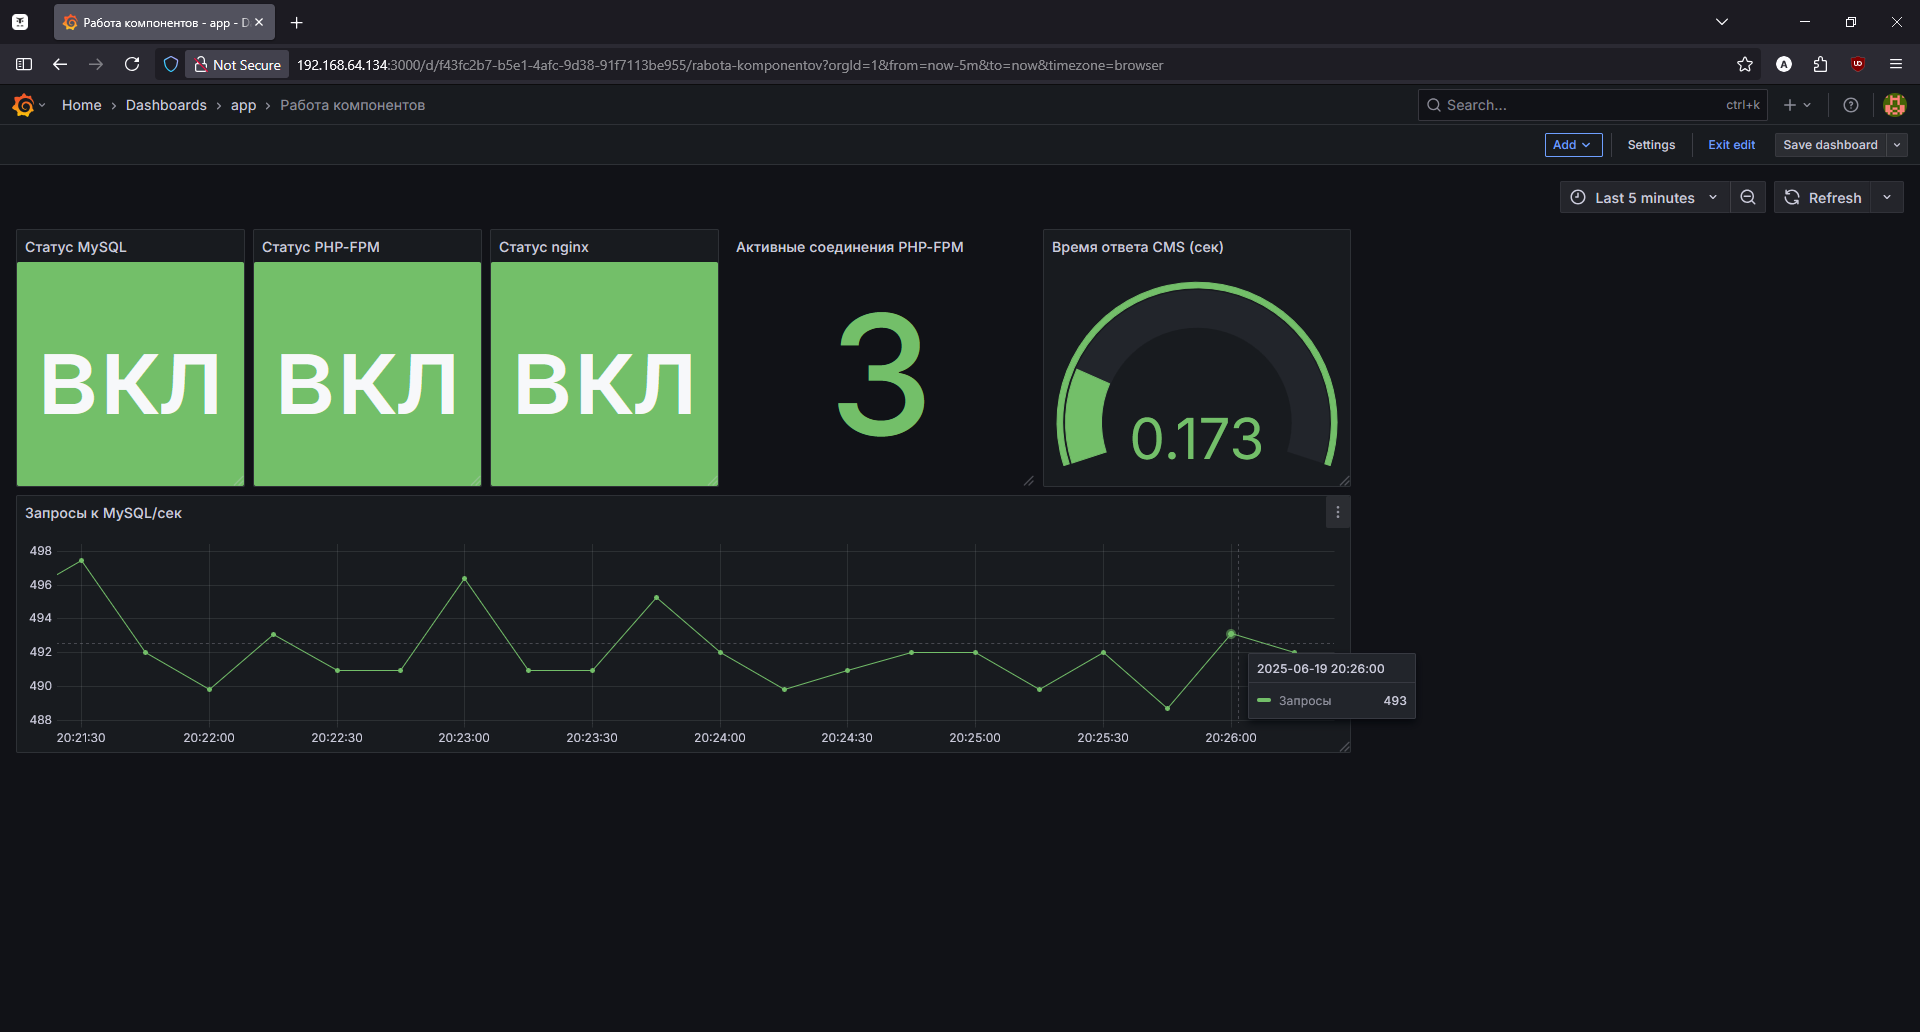 Работа компонентов - app - D
Not Secure
192.168.64.134:3000/d/f43fc2b7-b5e1-4afc-9d38-91f7113be955/rabota-komponentov?orgId=1&from=now-5m&to=now&timezone=browser
A
UD
Home › Dashboards › app › Работа компонентов
Search...
ctrl+k
Add
Settings
Exit edit
Save dashboard
Last 5 minutes
Refresh
Статус MySQL
ВКЛ
Статус PHP-FPM
ВКЛ
Статус nginx
ВКЛ
Активные соединения PHP-FPM
3
Время ответа CMS (сек)
0.173
Запросы к MySQL/сек
498
496
494
492
490
488
20:21:30 20:22:00 20:22:30 20:23:00 20:23:30 20:24:00 20:24:30 20:25:00 20:25:30 20:26:00
2025-06-19 20:26:00
Запросы 493